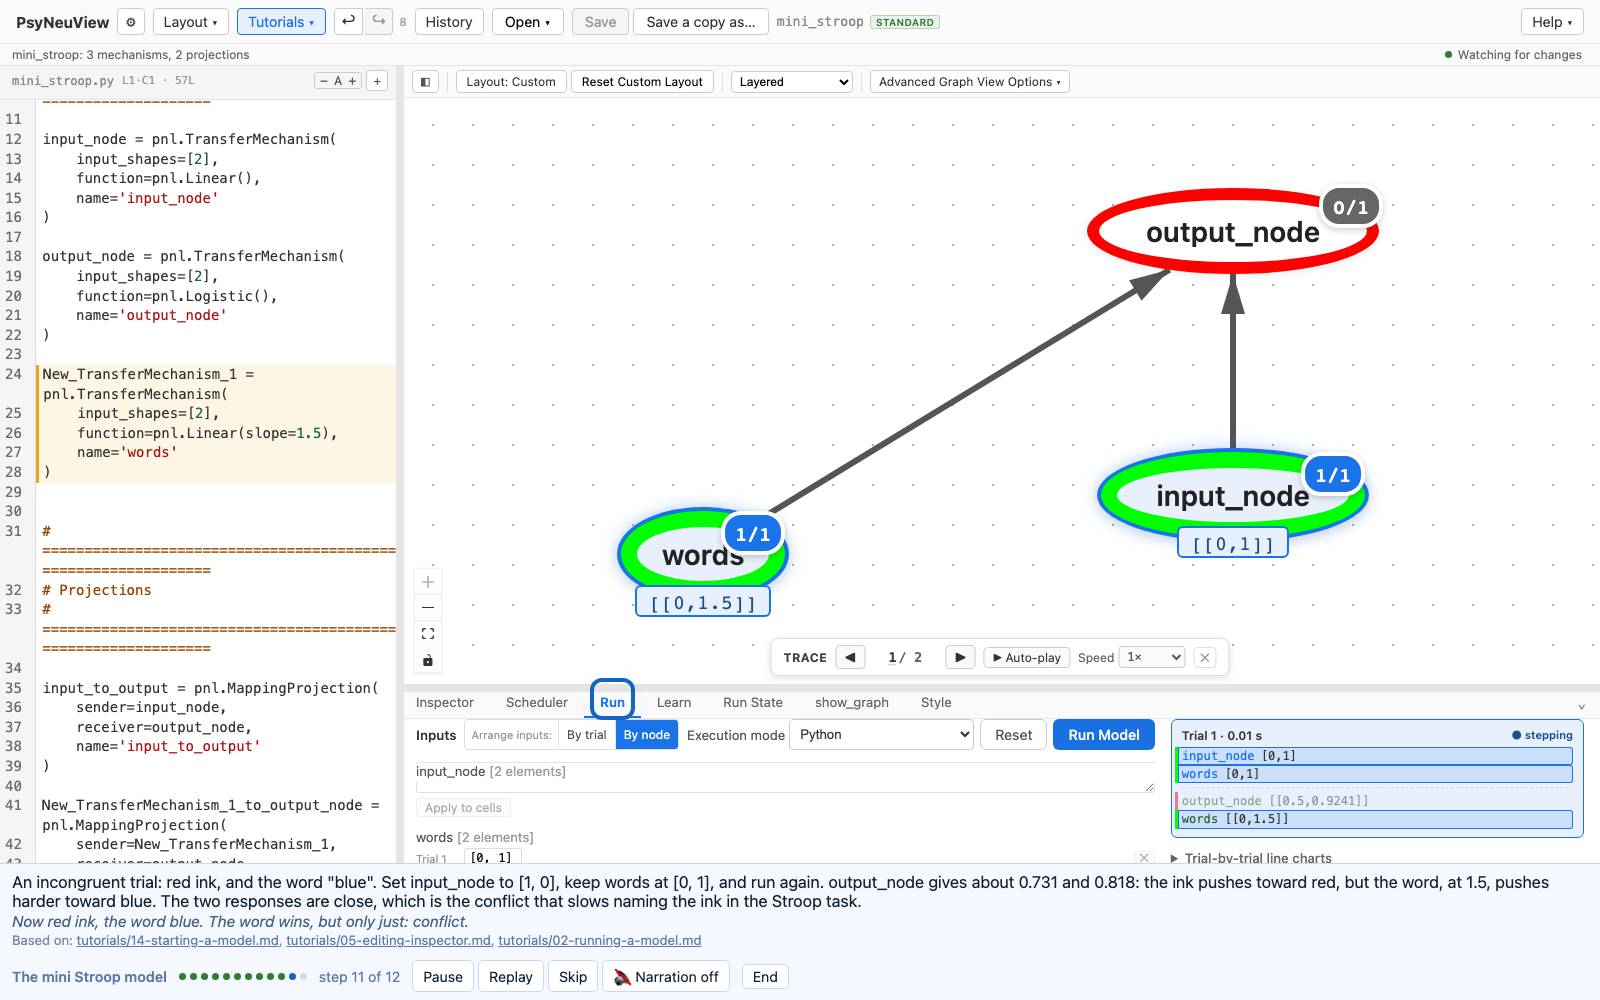 PsyNeuView ⚙ Layout ▾ Tutorials ▾ ↩ ↪ 8 History Open ▾ Save Save a copy as... mini_stroop STANDARD Help ▾
mini_stroop: 3 mechanisms, 2 projections ● Watching for changes
mini_stroop.py L1·C1 · 57L − A + +
====================
11
12 input_node = pnl.TransferMechanism(
13 input_shapes=[2],
14 function=pnl.Linear(),
15 name='input_node'
16 )
17
18 output_node = pnl.TransferMechanism(
19 input_shapes=[2],
20 function=pnl.Logistic(),
21 name='output_node'
22 )
23
24 New_TransferMechanism_1 =
pnl.TransferMechanism(
25 input_shapes=[2],
26 function=pnl.Linear(slope=1.5),
27 name='words'
28 )
29
30
31 #
==========================================
====================
32 # Projections
33 #
==========================================
====================
34
35 input_to_output = pnl.MappingProjection(
36 sender=input_node,
37 receiver=output_node,
38 name='input_to_output'
39 )
40
41 New_TransferMechanism_1_to_output_node =
pnl.MappingProjection(
42 sender=New_TransferMechanism_1,
Layout: Custom Reset Custom Layout Layered Advanced Graph View Options ▾
output_node
0/1
input_node
1/1
[[0,1]]
words
1/1
[[0,1.5]]
TRACE ◀ 1 / 2 ▶ ▶ Auto-play Speed 1× ×
Inspector Scheduler Run Learn Run State show_graph Style
Inputs Arrange inputs: By trial By node Execution mode Python Reset Run Model
input_node [2 elements]
Apply to cells
words [2 elements]
Trial 1 [0, 1] ×
Trial 1 · 0.01 s ● stepping
input_node [0,1]
words [0,1]
output_node [[0.5,0.9241]]
words [[0,1.5]]
▶ Trial-by-trial line charts
An incongruent trial: red ink, and the word "blue". Set input_node to [1, 0], keep words at [0, 1], and run again. output_node gives about 0.731 and 0.818: the ink pushes toward red, but the word, at 1.5, pushes
harder toward blue. The two responses are close, which is the conflict that slows naming the ink in the Stroop task.
Now red ink, the word blue. The word wins, but only just: conflict.
Based on: tutorials/14-starting-a-model.md, tutorials/05-editing-inspector.md, tutorials/02-running-a-model.md
The mini Stroop model step 11 of 12 Pause Replay Skip Narration off End